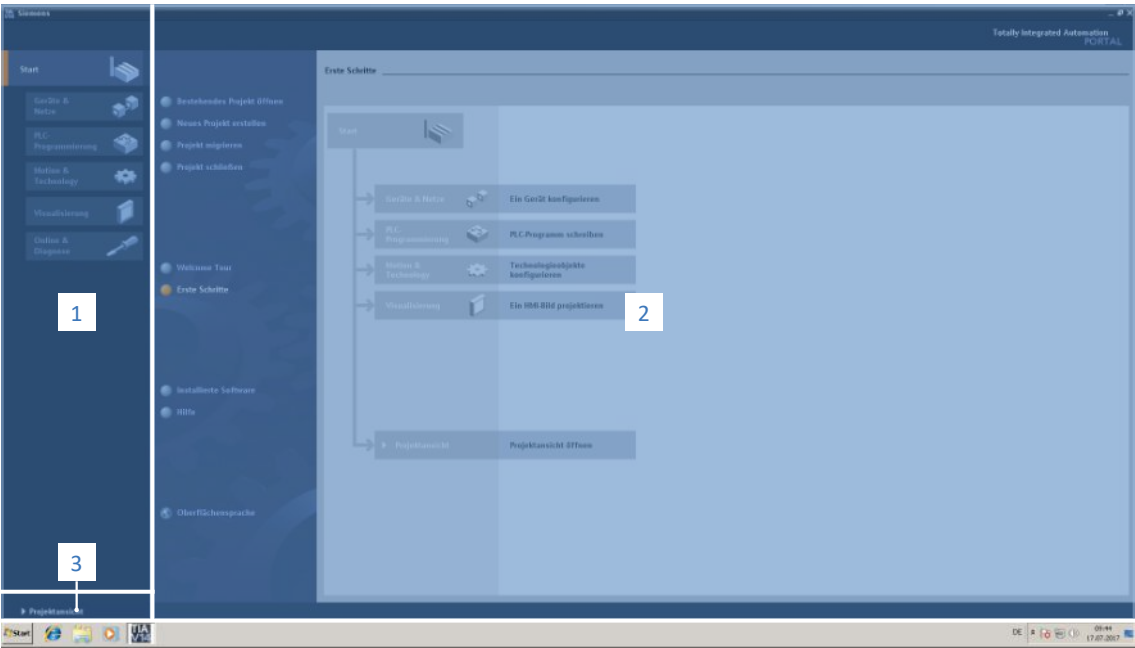 Siemens
Totally Integrated Automation
PORTAL
Start
Geräte &
Netze
PLC-
Programmierung
Motion &
Technology
Visualisierung
Online &
Diagnose
1
3
Projektansicht
Bestehendes Projekt öffnen
Neues Projekt erstellen
Projekt migrieren
Projekt schließen
Welcome Tour
Erste Schritte
Installierte Software
Hilfe
Oberflächensprache
Erste Schritte
Start
Geräte & Netze
Ein Gerät konfigurieren
PLC-
Programmierung
PLC-Programm schreiben
Motion &
Technology
Technologieobjekte
konfigurieren
Visualisierung
Ein HMI-Bild projektieren
2
Projektansicht
Projektansicht öffnen
Start
VIA
V14
DE
09:44
17.07.2017